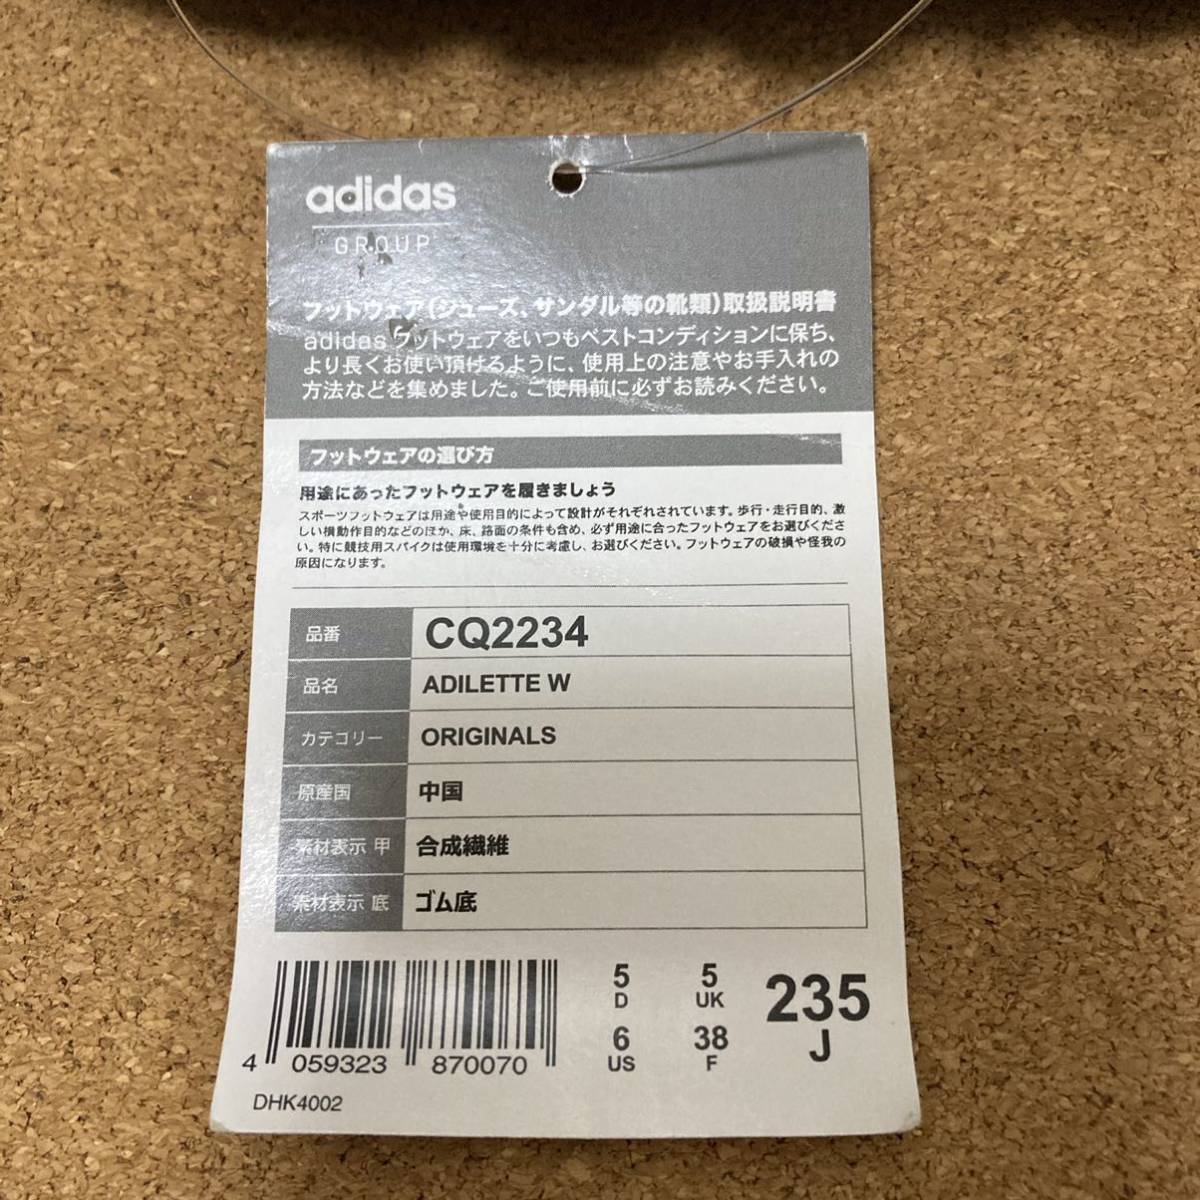 adidas
GROUP
フットウェア(シューズ、サンダル等の靴類)取扱説明書
adidasフットウェアをいつもベストコンディションに保ち、
より長くお使い頂けるように、使用上の注意やお手入れの
方法などを集めました。ご使用前に必ずお読みください。
フットウェアの選び方
用途にあったフットウェアを履きましょう
スポーツフットウェアは用途や使用目的によって設計がそれぞれされています。歩行・走行目的、激
しい横動作目的などのほか、床、路面の条件も含め、必ず用途に合ったフットウェアをお選びくださ
い。特に競技用スパイクは使用環境を十分に考慮し、お選びください。フットウェアの破損や怪我の
原因になります。
品番 CQ2234
品名 ADILETTE W
カテゴリー ORIGINALS
原産国 中国
素材表示 甲 合成繊維
素材表示 底 ゴム底
5 5 235
D UK J
6 38
US F
4 059323 870070
DHK4002